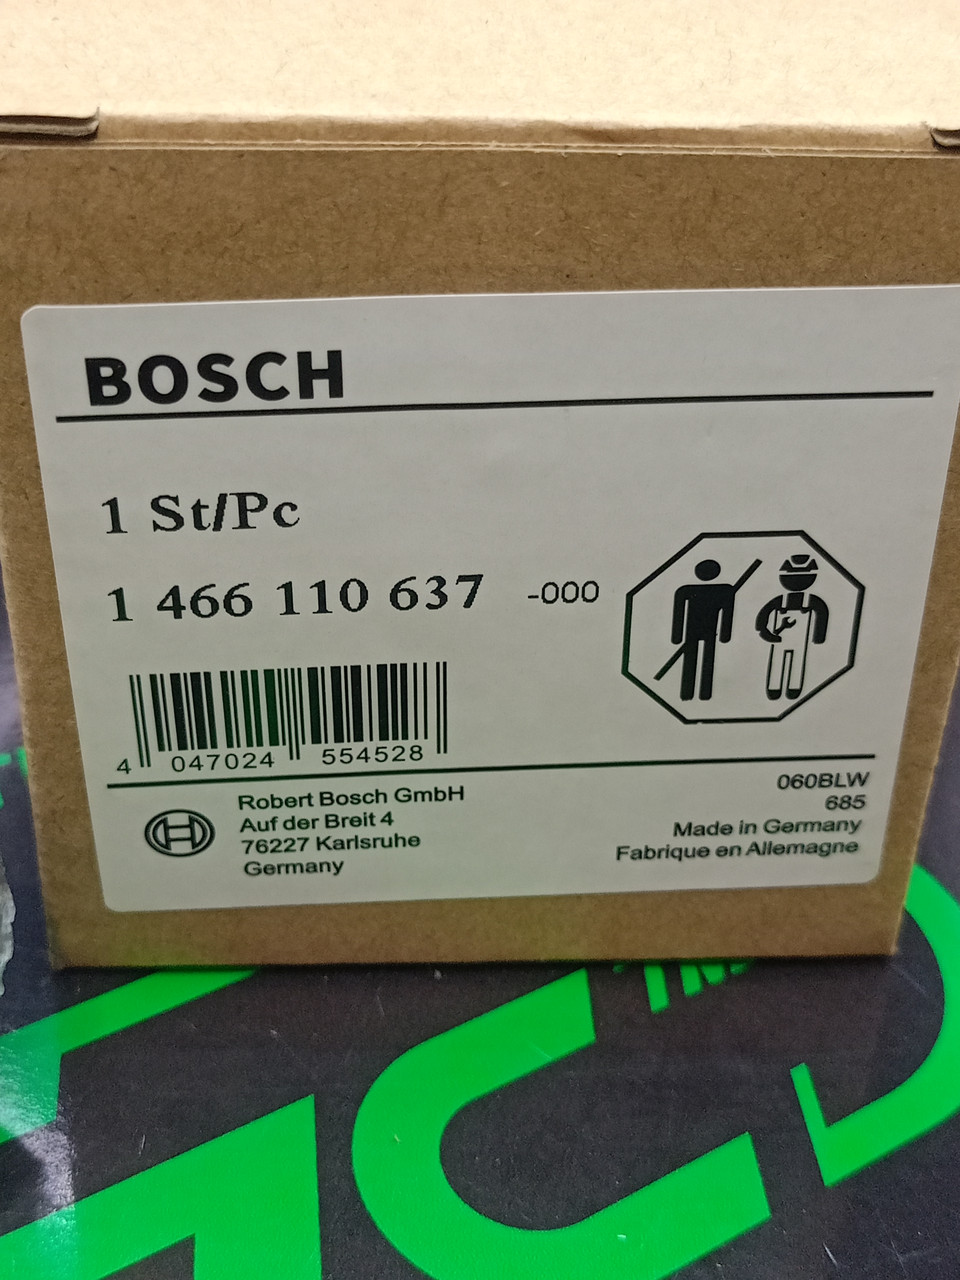 BOSCH
1 St/Pc
1 466 110 637 -000
4 047024 554528
Robert Bosch GmbH
Auf der Breit 4
76227 Karlsruhe
Germany
060BLW
685
Made in Germany
Fabrique en Allemagne